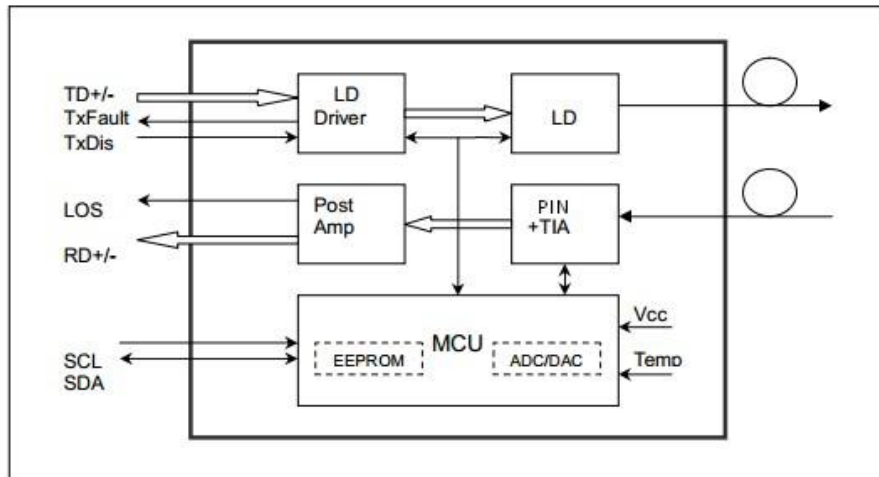 TD+/-
TxFault
TxDis
LD
Driver
LD
LOS
RD+/-
Post
Amp
PIN
+TIA
SCL
SDA
MCU
EEPROM
ADC/DAC
Vcc
Temp